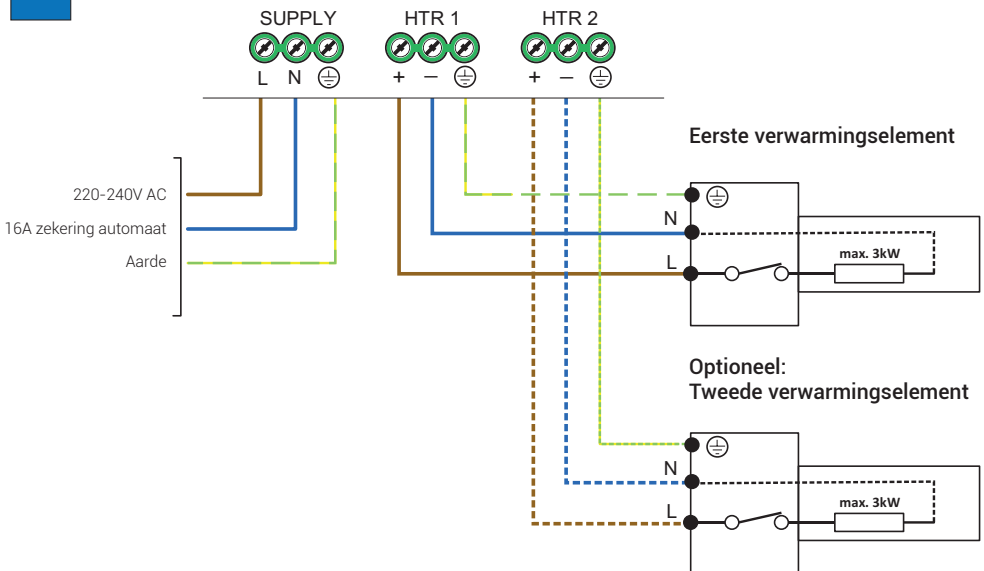 SUPPLY HTR 1 HTR 2
L N + – + –
Eerste verwarmingselement
220-240V AC
16A zekering automaat
Aarde
N
max. 3kW
L
Optioneel:
Tweede verwarmingselement
N
max. 3kW
L